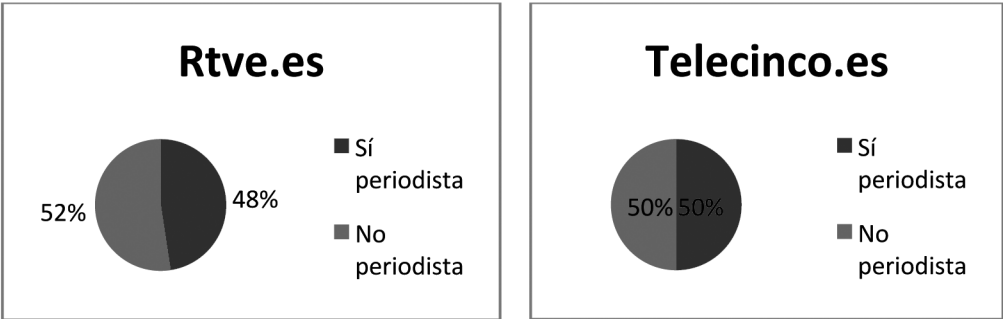 Rtve.es
Sí
periodista
48%
52%
No
periodista
Telecinco.es
Sí
periodista
50% 50%
No
periodista